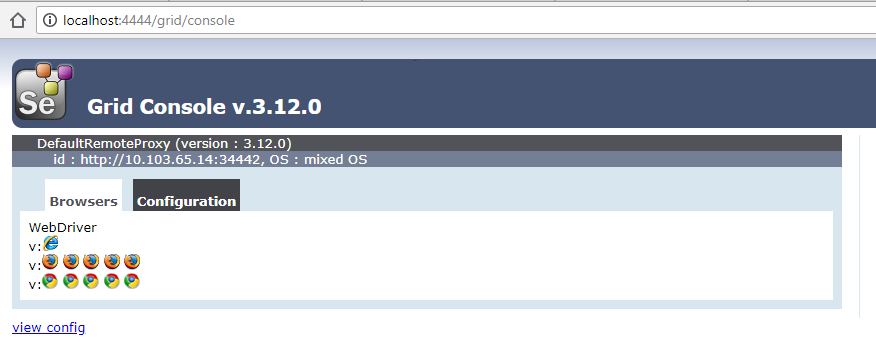 localhost:4444/grid/console
Se
Grid Console v.3.12.0
DefaultRemoteProxy (version : 3.12.0)
id : http://10.103.65.14:34442, OS : mixed OS
Browsers Configuration
WebDriver
v:
v:
v:
view config